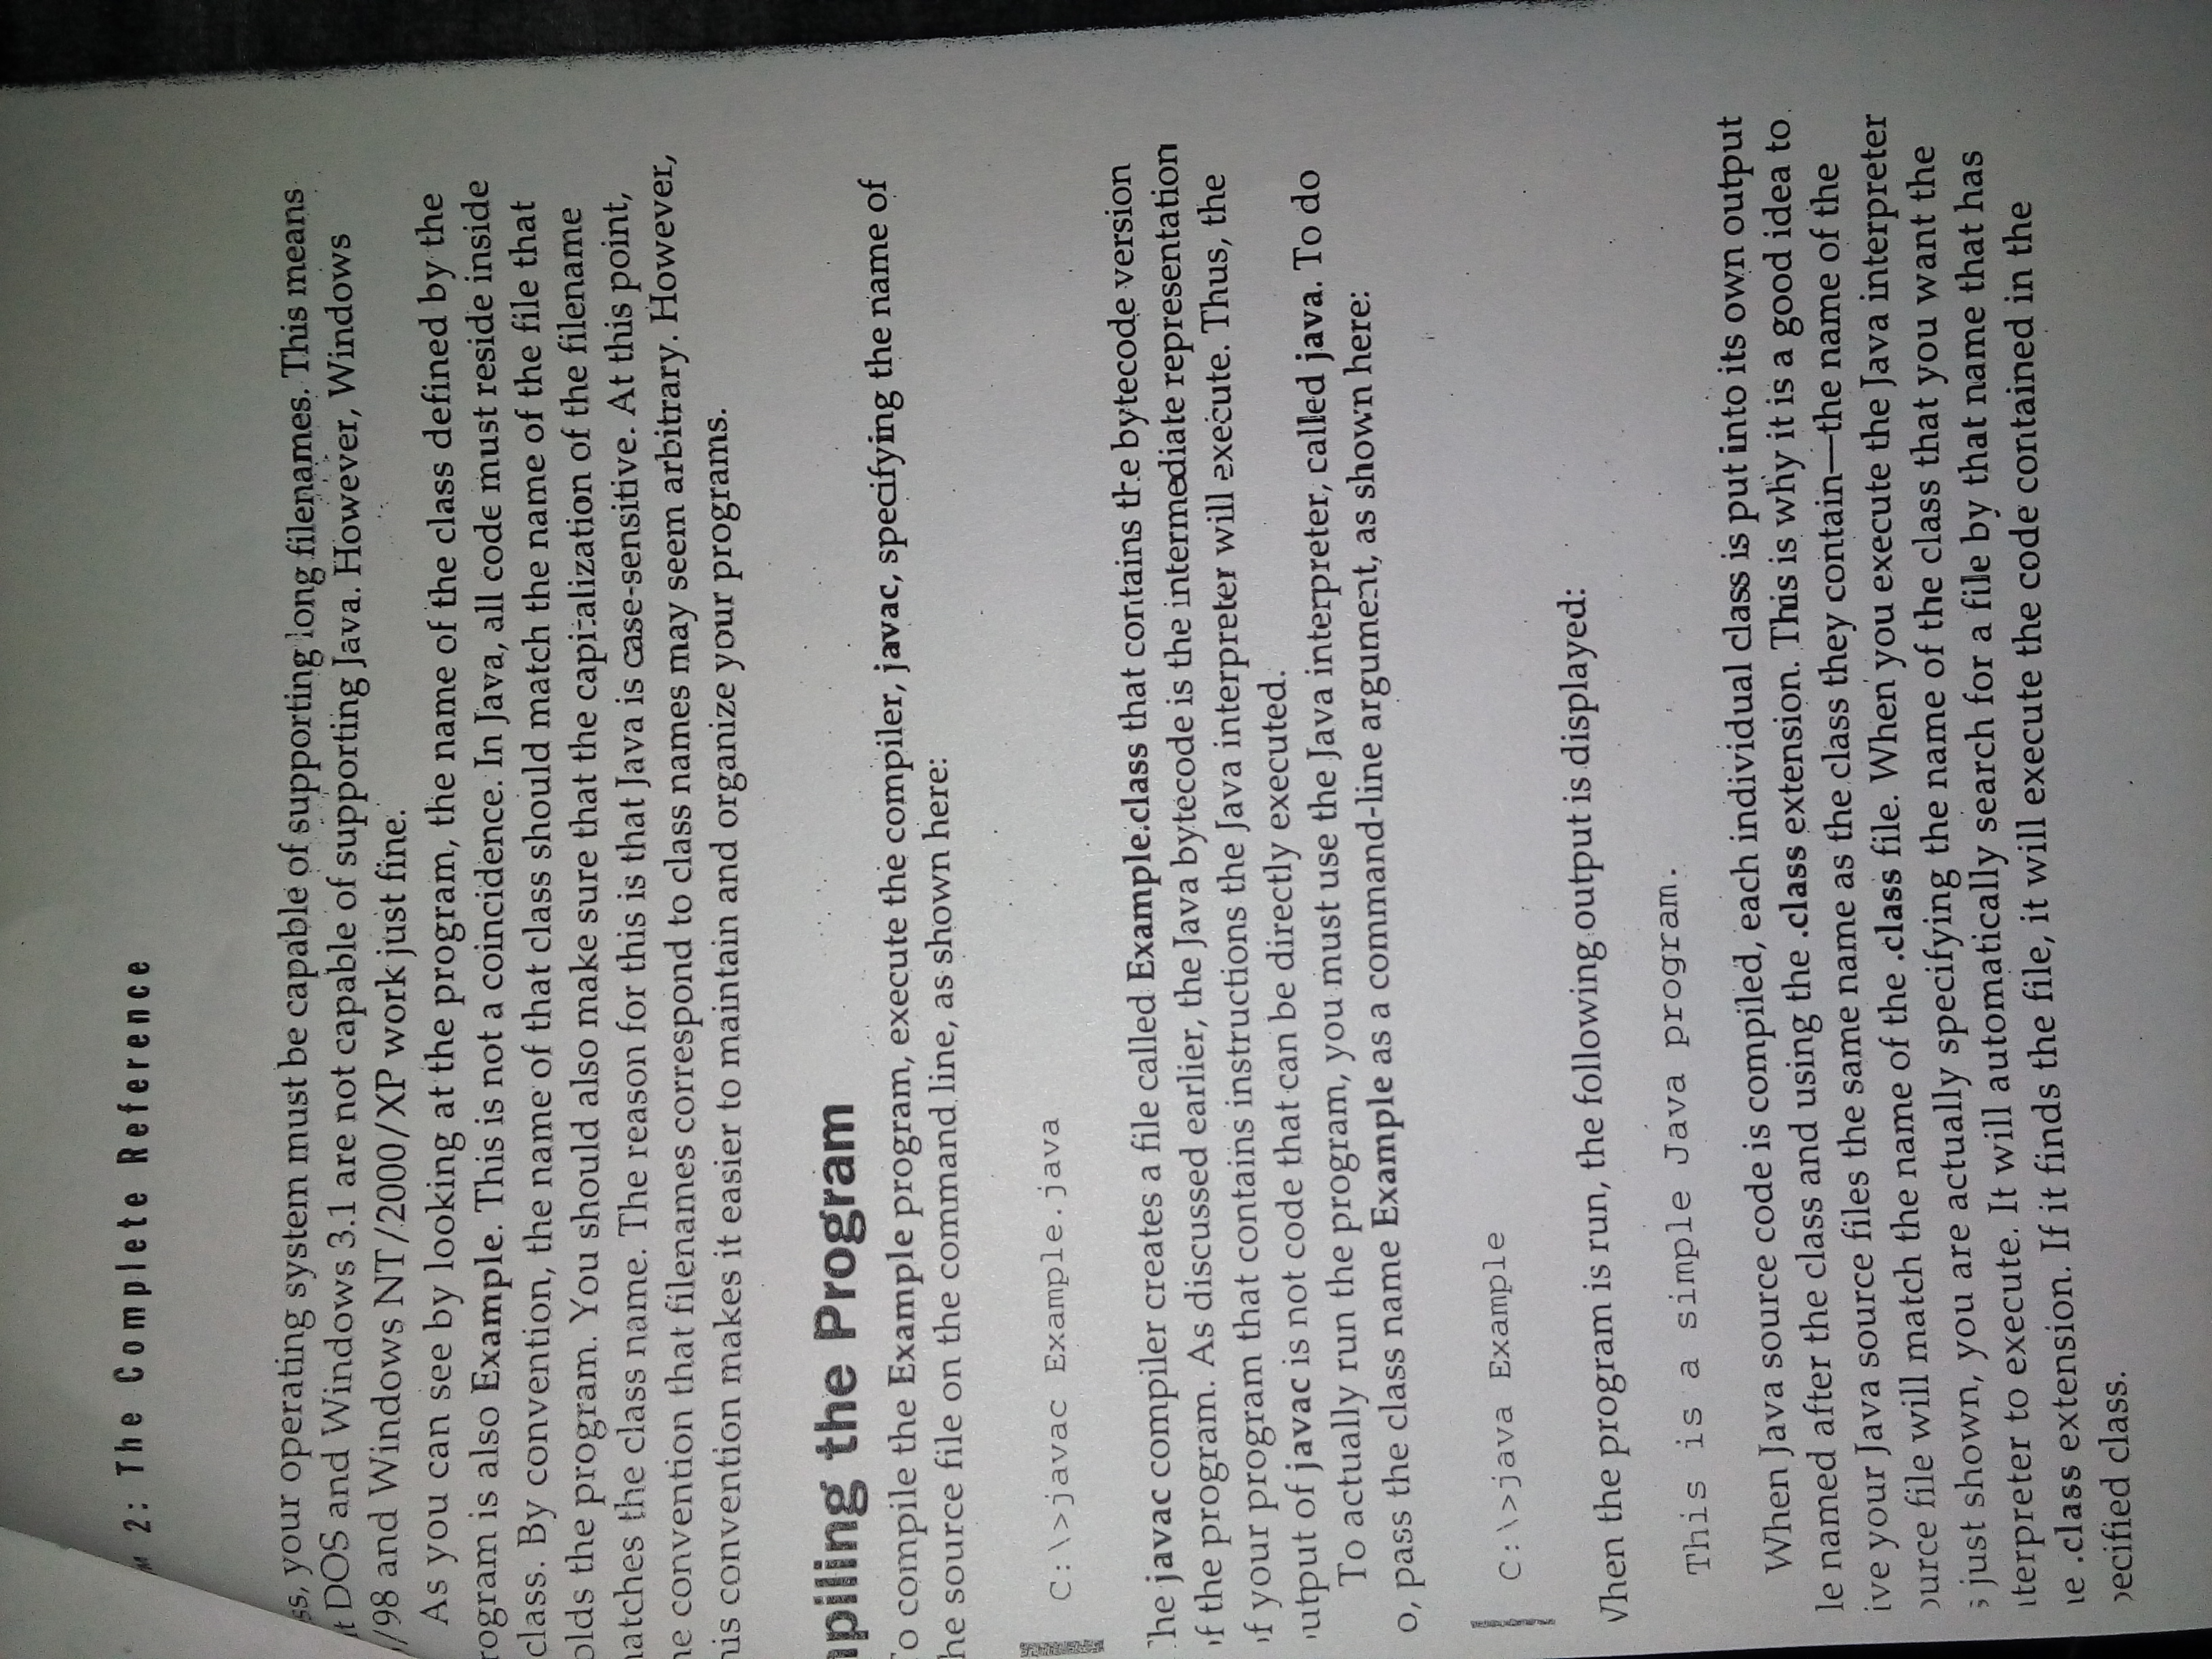 2: The Complete Reference
your operating system must be capable of supporting long filenames. This means
DOS and Windows 3.1 are not capable of supporting Java. However, Windows
/98 and Windows NT/2000/XP work just fine.
As you can see by looking at the program, the name of the class defined by the
rogram is also Example. This is not a coincidence. In Java, all code must reside inside
class. By convention, the name of that class should match the name of the file that
olds the program. You should also make sure that the capitalization of the filename
atches the class name. The reason for this is that Java is case-sensitive. At this point,
he convention that filenames correspond to class names may seem arbitrary. However,
his convention makes it easier to maintain and organize your programs.
piling the Program
To compile the Example program, execute the compiler, javac, specifying the name of
he source file on the command line, as shown here:
C:\>javac Example.java
The javac compiler creates a file called Example.class that contains the bytecode version
of the program. As discussed earlier, the Java bytecode is the intermediate representation
of your program that contains instructions the Java interpreter will execute. Thus, the
utput of javac is not code that can be directly executed.
To actually run the program, you must use the Java interpreter, called java. To do
o, pass the class name Example as a command-line argument, as shown here:
C:\>java Example
When the program is run, the following output is displayed:
This is a simple Java program.
When Java source code is compiled, each individual class is put into its own output
le named after the class and using the .class extension. This is why it is a good idea to
ive your Java source files the same name as the class they contain—the name of the
ource file will match the name of the .class file. When you execute the Java interpreter
s just shown, you are actually specifying the name of the class that you want the
terpreter to execute. It will automatically search for a file by that name that has
e .class extension. If it finds the file, it will execute the code contained in the
pecified class.